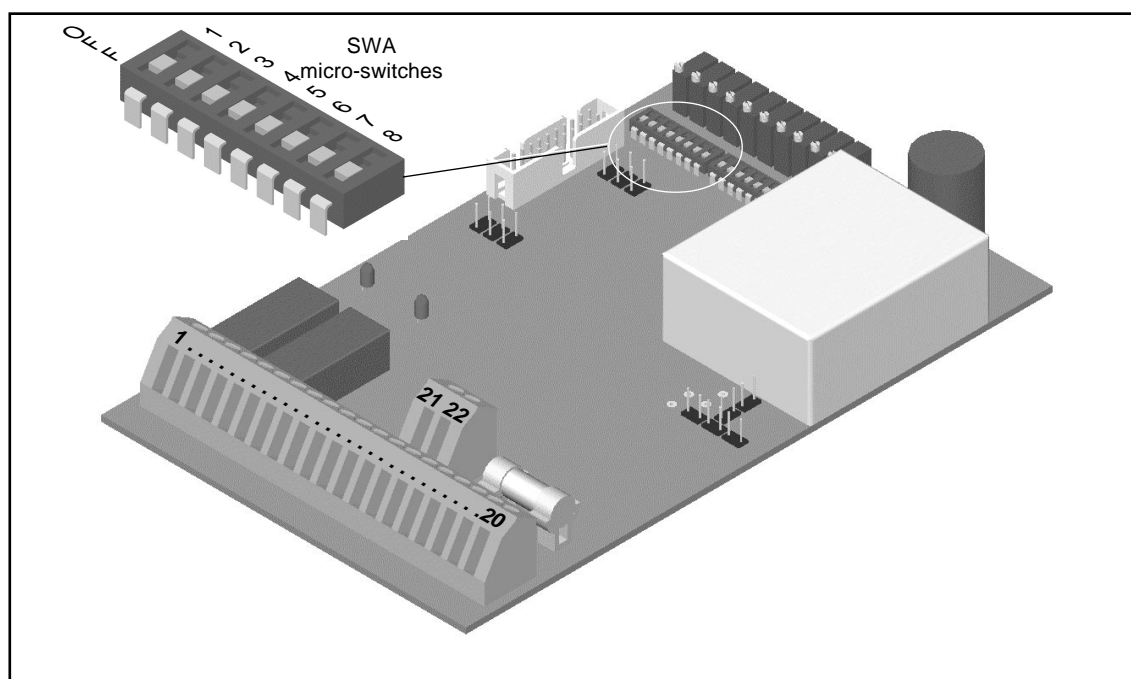 OFF
1 2 3 4 5 6 7 8
SWA
micro-switches
1....................................20
21 22